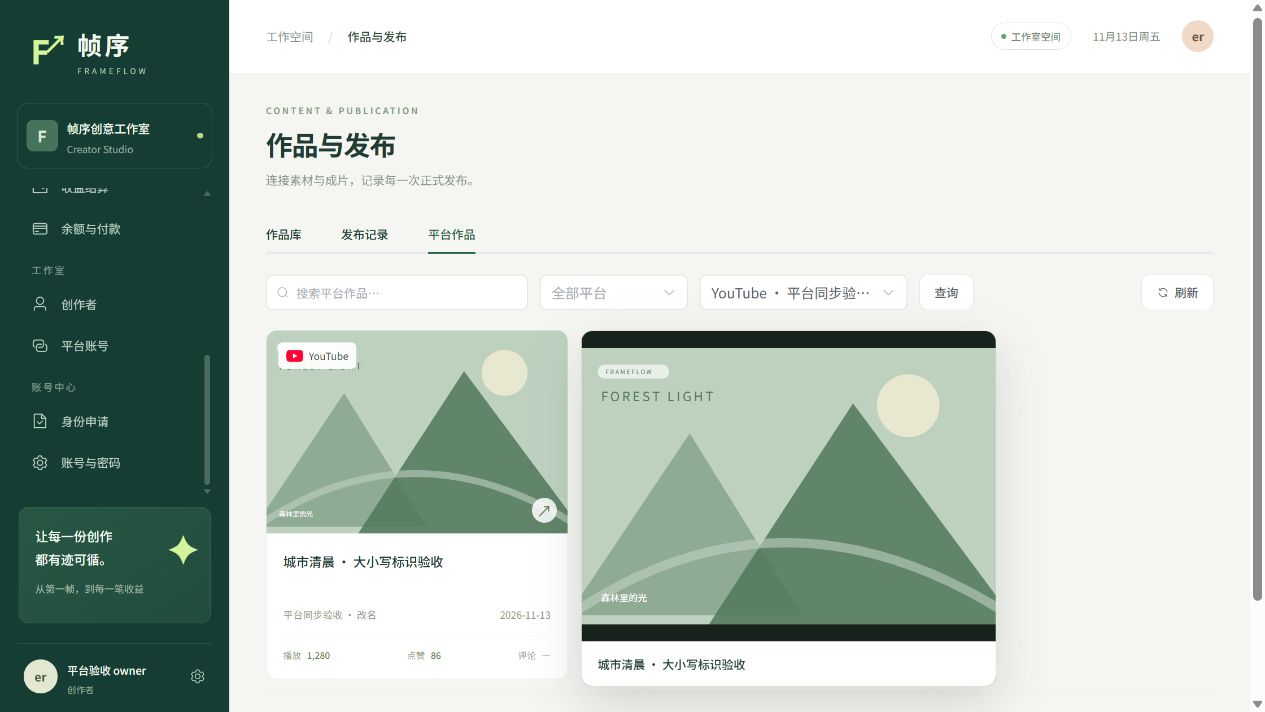 帧序
FRAMEFLOW
F
帧序创意工作室
Creator Studio
收益结算
余额与付款
工作室
创作者
平台账号
账号中心
身份申请
账号与密码
让每一份创作
都有迹可循。
从第一帧，到每一笔收益
er
平台验收 owner
创作者
工作空间 / 作品与发布
工作室空间
11月13日周五
er
CONTENT & PUBLICATION
作品与发布
连接素材与成片，记录每一次正式发布。
作品库
发布记录
平台作品
搜索平台作品…
全部平台
YouTube · 平台同步验…
查询
刷新
YouTube
FOREST LIGHT
森林里的光
城市清晨 · 大小写标识验收
平台同步验收 · 改名
2026-11-13
播放 1,280
点赞 86
评论 —
FRAMEFLOW
FOREST LIGHT
森林里的光
城市清晨 · 大小写标识验收